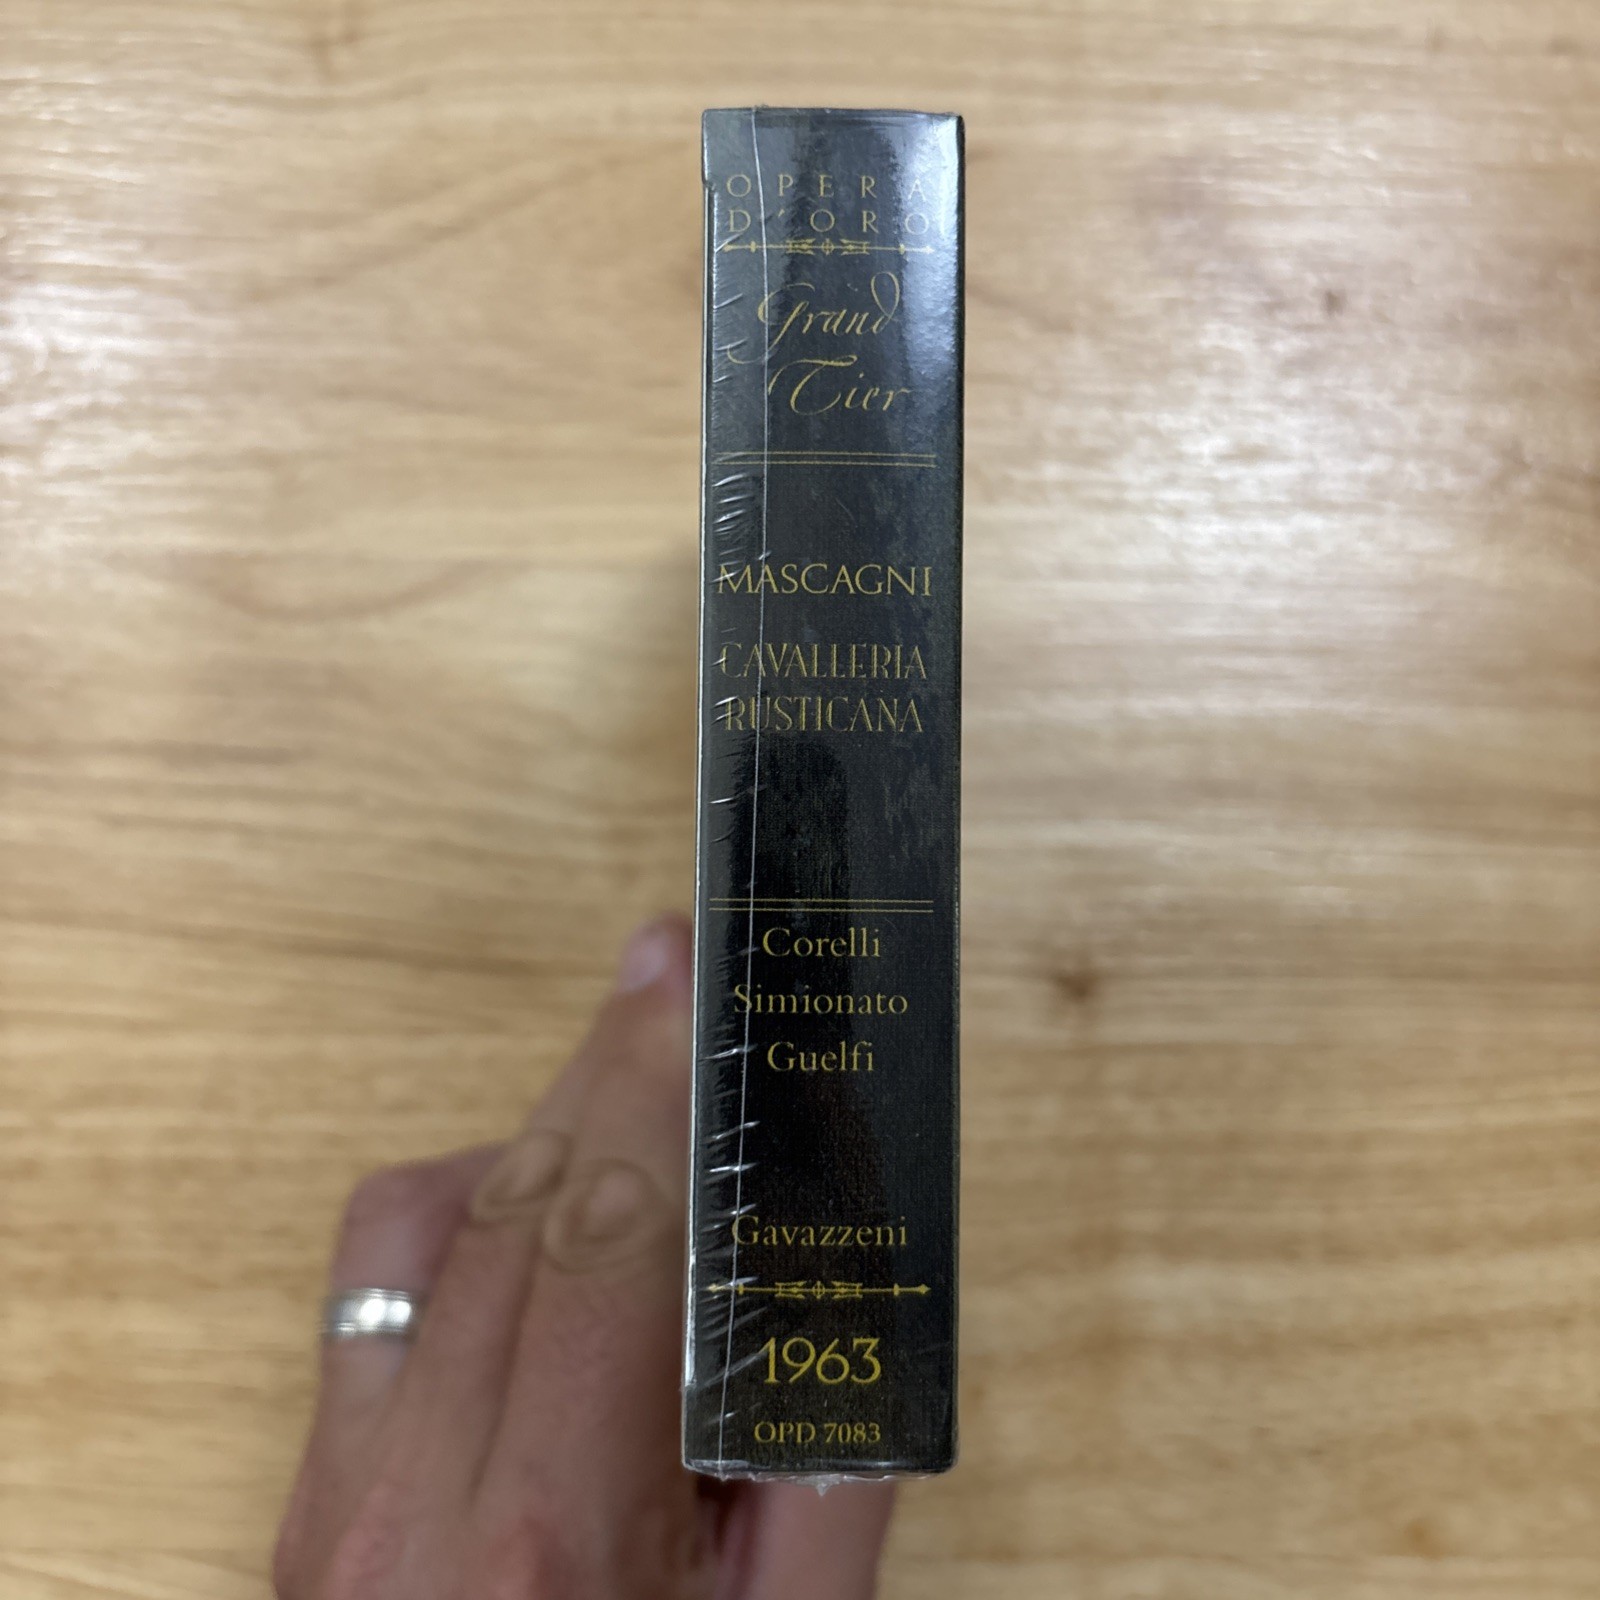 OPERA
D'ORO
Grand
Tier
MASCAGNI
CAVALLERIA
RUSTICANA
Corelli
Simionato
Guelfi
Gavazzeni
1963
OPD 7083